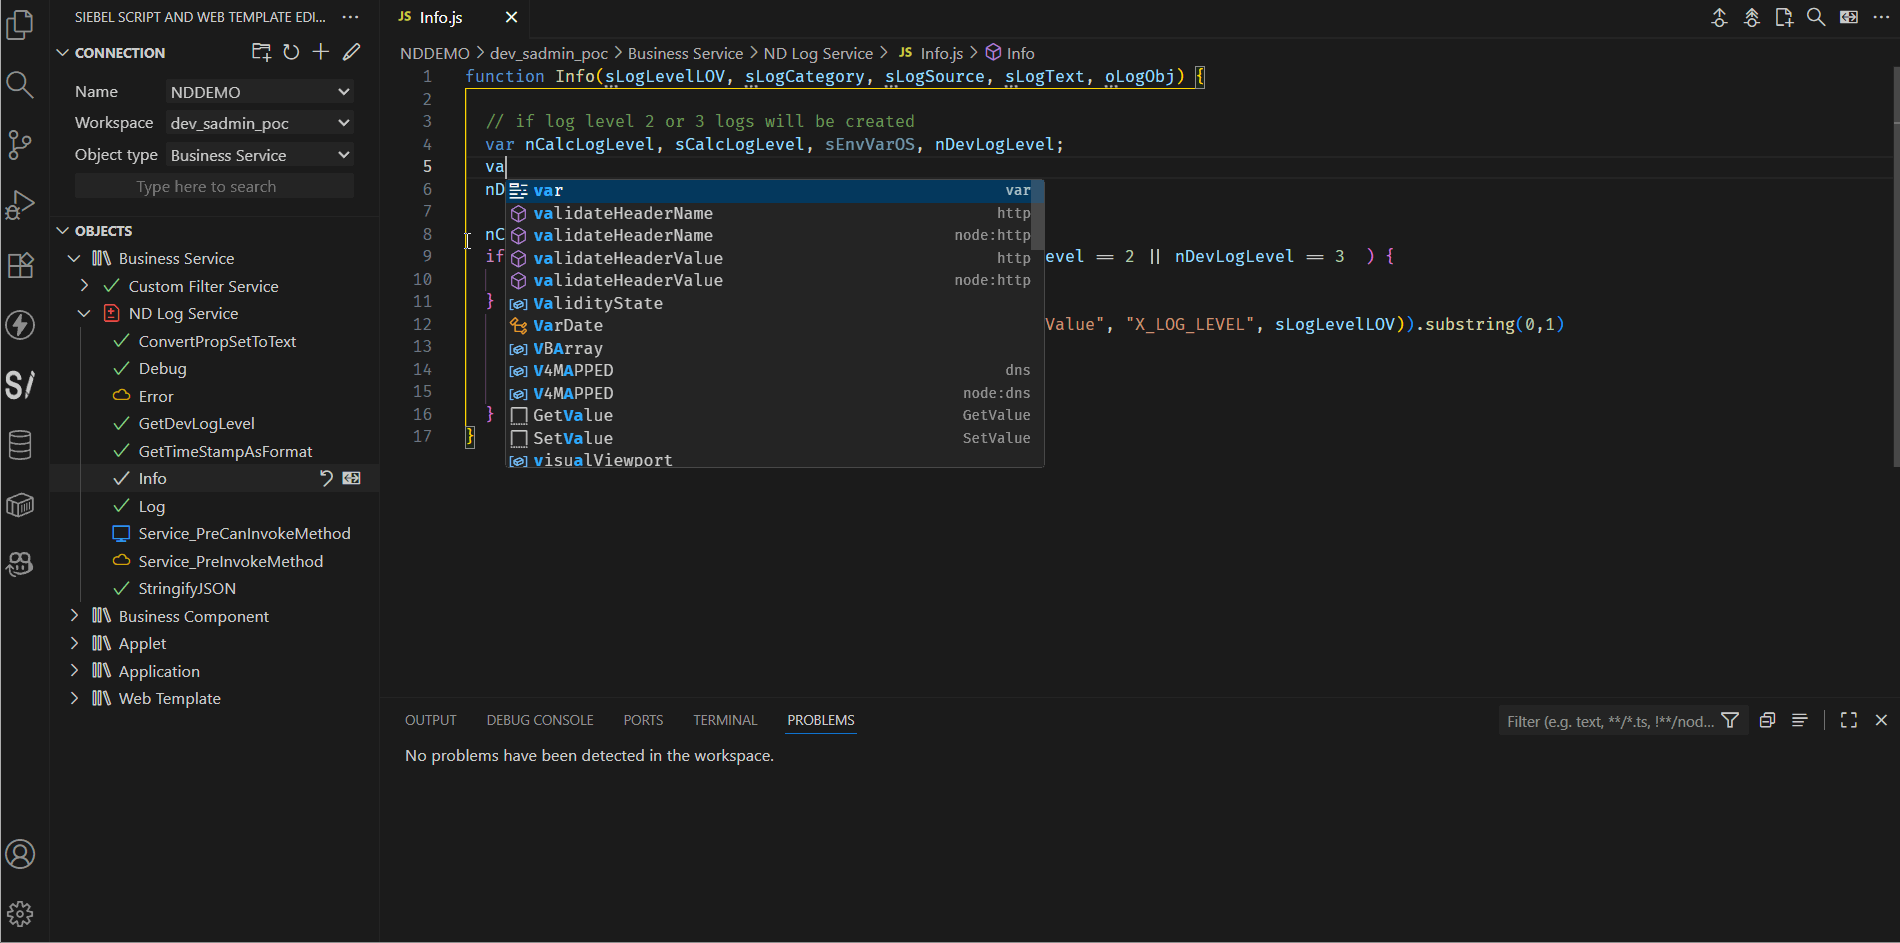 SIEBEL SCRIPT AND WEB TEMPLATE EDI...
CONNECTION
Name
NDDEMO
Workspace
dev_sadmin_poc
Object type
Business Service
Type here to search
OBJECTS
Business Service
Custom Filter Service
ND Log Service
ConvertPropSetToText
Debug
Error
GetDevLogLevel
GetTimeStampAsFormat
Info
Log
Service_PreCanInvokeMethod
Service_PreInvokeMethod
StringifyJSON
Business Component
Applet
Application
Web Template
JS Info.js
NDDEMO > dev_sadmin_poc > Business Service > ND Log Service > JS Info.js > Info
1 function Info(sLogLevelLOV, sLogCategory, sLogSource, sLogText, oLogObj) {
2
3 // if log level 2 or 3 logs will be created
4 var nCalcLogLevel, sCalcLogLevel, sEnvVarOS, nDevLogLevel;
5 va
6 nD
7
8 nC
9 if evel == 2 || nDevLogLevel == 3 ) {
10
11 }
12 Value", "X_LOG_LEVEL", sLogLevelLOV)).substring(0,1)
13
14
15
16 }
17 }
var var
validateHeaderName http
validateHeaderName node:http
validateHeaderValue http
validateHeaderValue node:http
ValidityState
VarDate
VBArray
V4MAPPED dns
V4MAPPED node:dns
GetValue GetValue
SetValue SetValue
visualViewport
OUTPUT DEBUG CONSOLE PORTS TERMINAL PROBLEMS
Filter (e.g. text, **/*.ts, !**/nod...
No problems have been detected in the workspace.